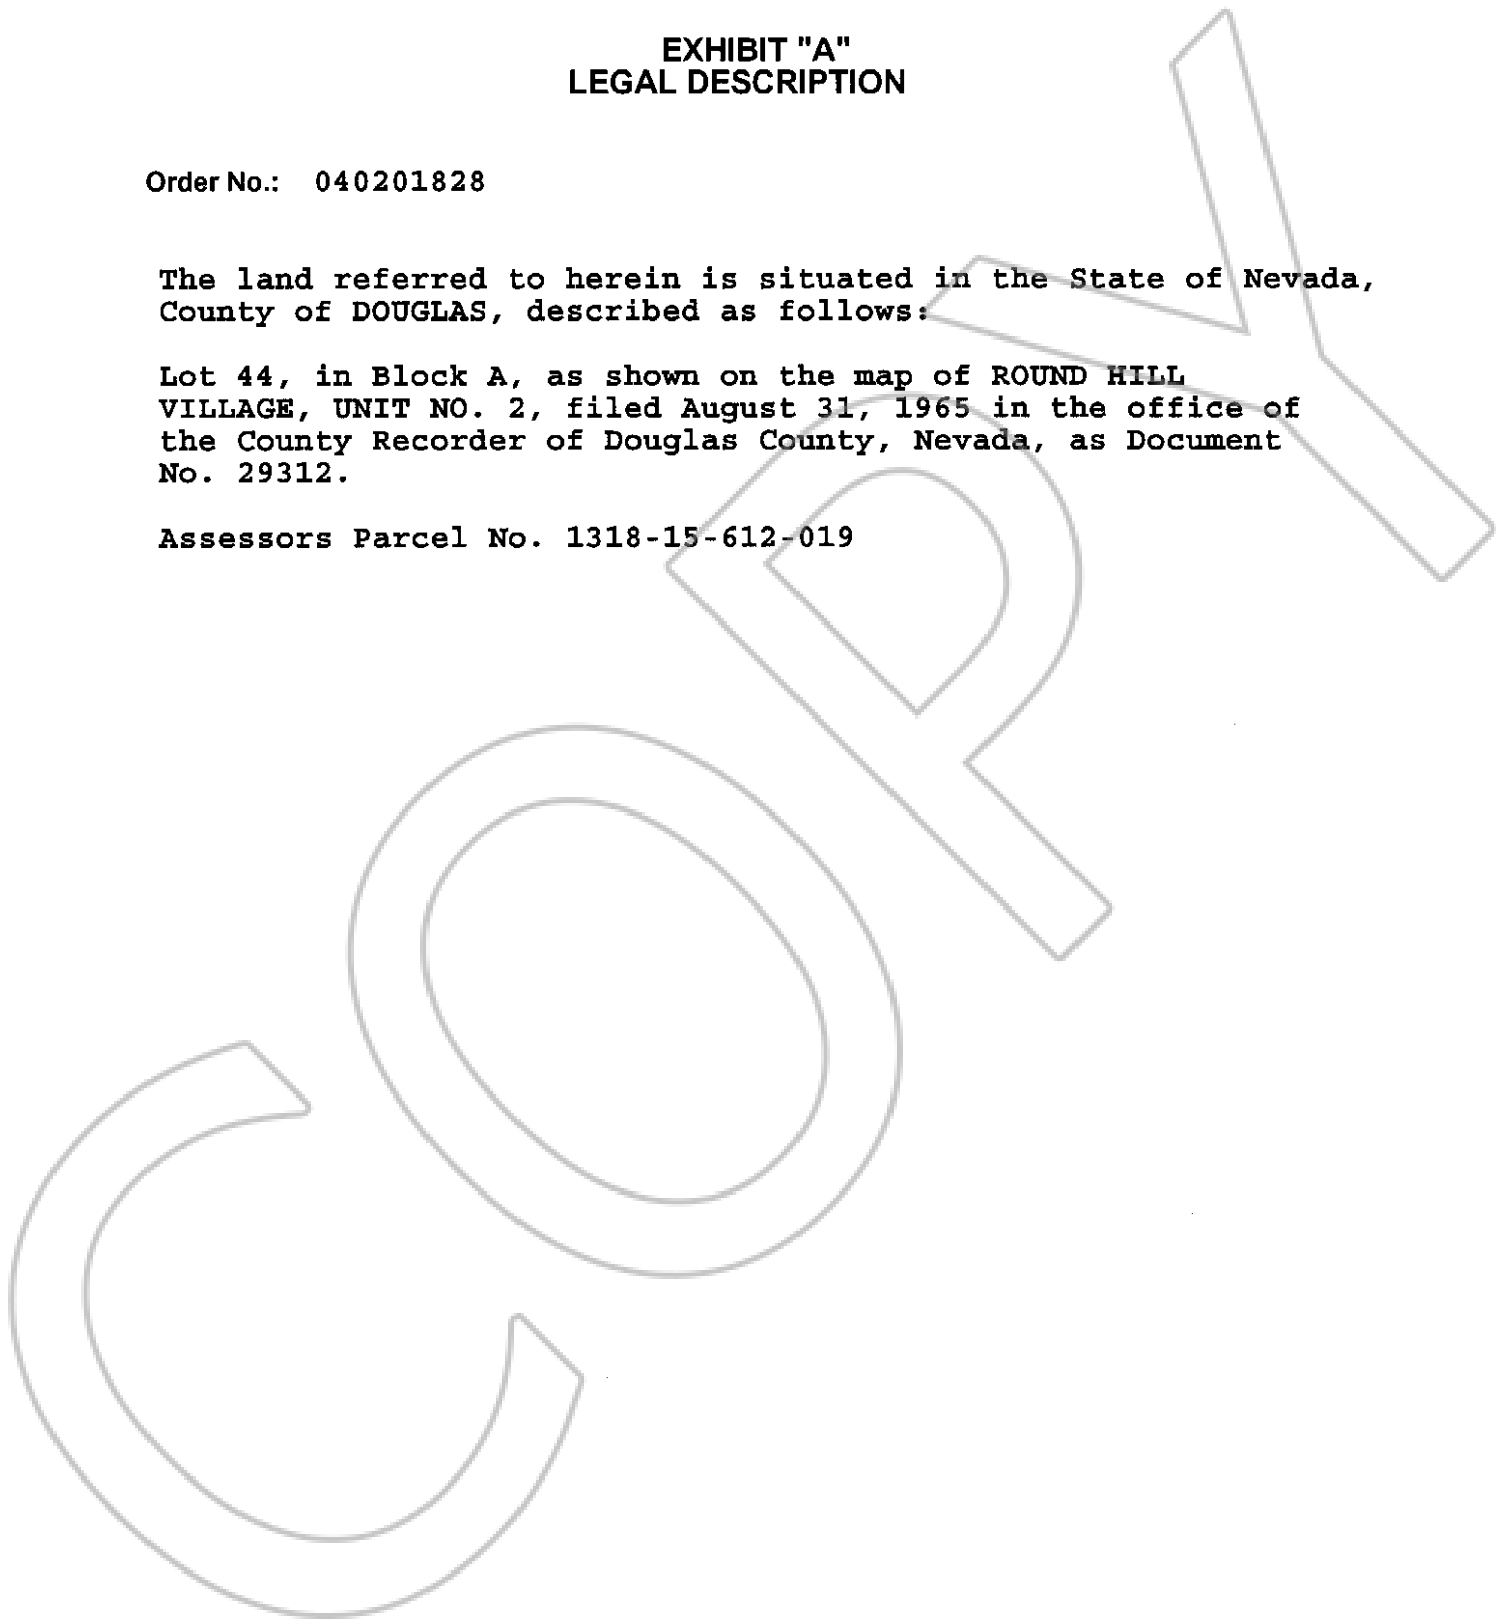 EXHIBIT "A"
LEGAL DESCRIPTION
Order No.: 040201828
The land referred to herein is situated in the State of Nevada,
County of DOUGLAS, described as follows:
Lot 44, in Block A, as shown on the map of ROUND HILL
VILLAGE, UNIT NO. 2, filed August 31, 1965 in the office of
the County Recorder of Douglas County, Nevada, as Document
No. 29312.
Assessors Parcel No. 1318-15-612-019
COPY